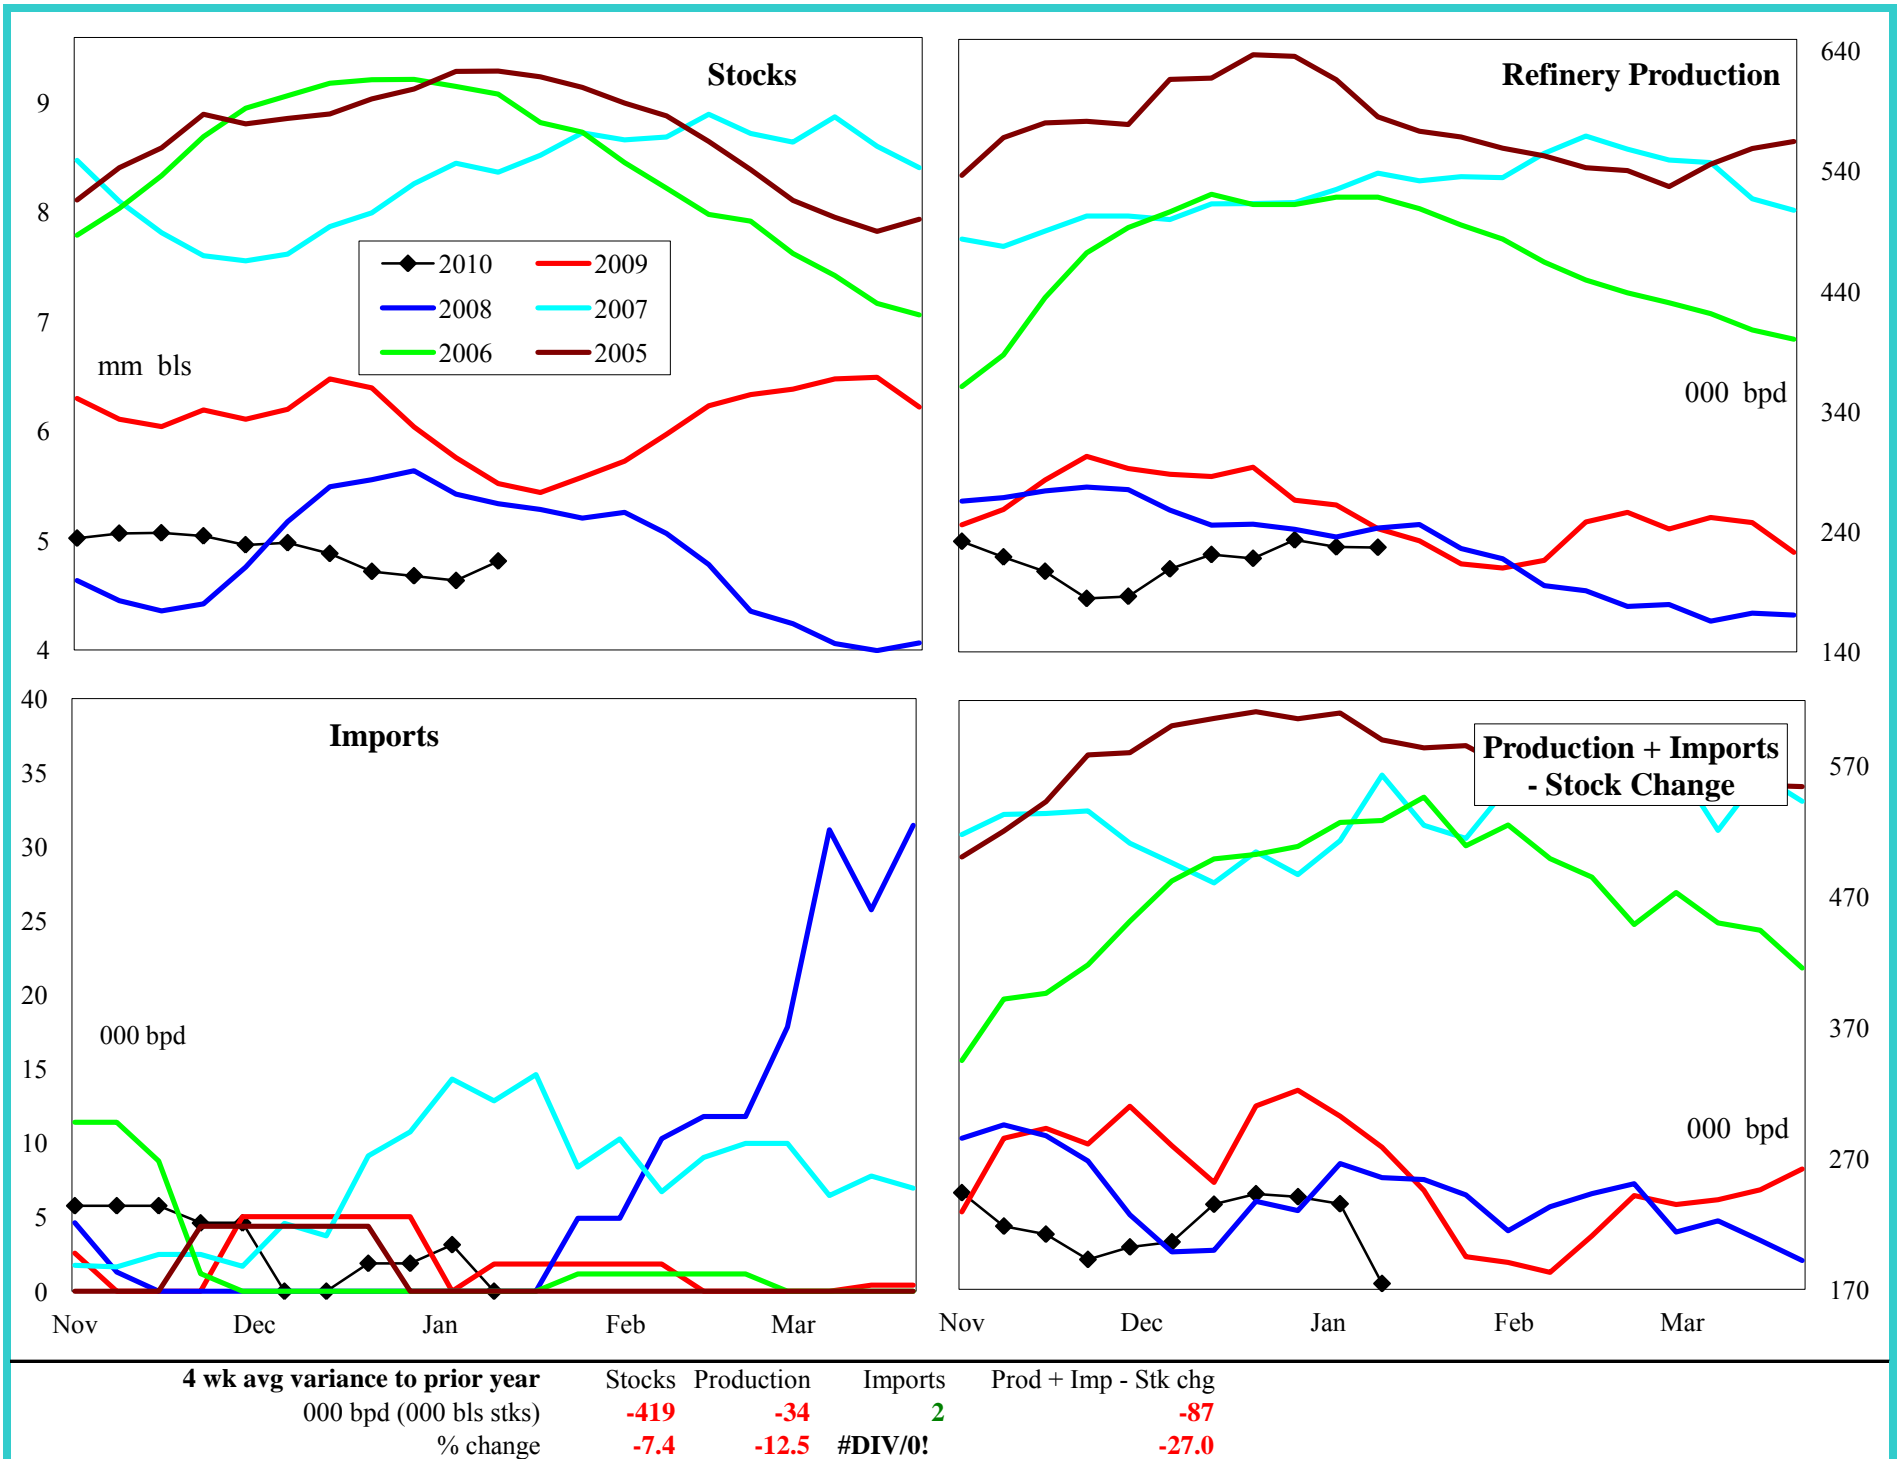 Stocks
9
8
7
6
5
4
mm bls
2010 2009
2008 2007
2006 2005
Refinery Production
640
540
440
340
240
140
000 bpd
Imports
40
35
30
25
20
15
10
5
0
000 bpd
Nov Dec Jan Feb Mar
Production + Imports
- Stock Change
570
470
370
270
170
000 bpd
Nov Dec Jan Feb Mar
4 wk avg variance to prior year Stocks Production Imports Prod + Imp - Stk chg
000 bpd (000 bls stks) -419 -34 2 -87
% change -7.4 -12.5 #DIV/0! -27.0